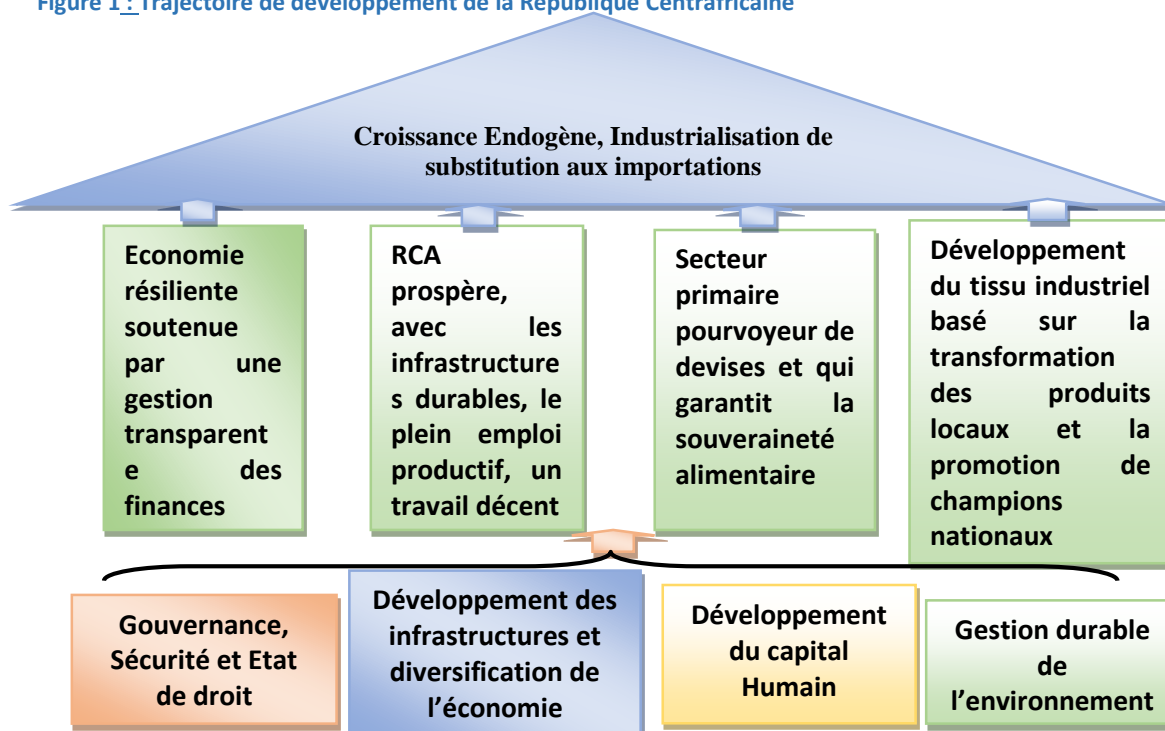 Figure 1 : Trajectoire de développement de la République Centrafricaine
Croissance Endogène, Industrialisation de
substitution aux importations
Economie
résiliente
soutenue
par une
gestion
transparent
e des
finances
RCA
prospère,
avec les
infrastructure
s durables, le
plein emploi
productif, un
travail décent
Secteur
primaire
pourvoyeur de
devises et qui
garantit la
souveraineté
alimentaire
Développement
du tissu industriel
basé sur la
transformation
des produits
locaux et la
promotion de
champions
nationaux
Gouvernance,
Sécurité et Etat
de droit
Développement des
infrastructures et
diversification de
l’économie
Développement
du capital
Humain
Gestion durable
de
l’environnement